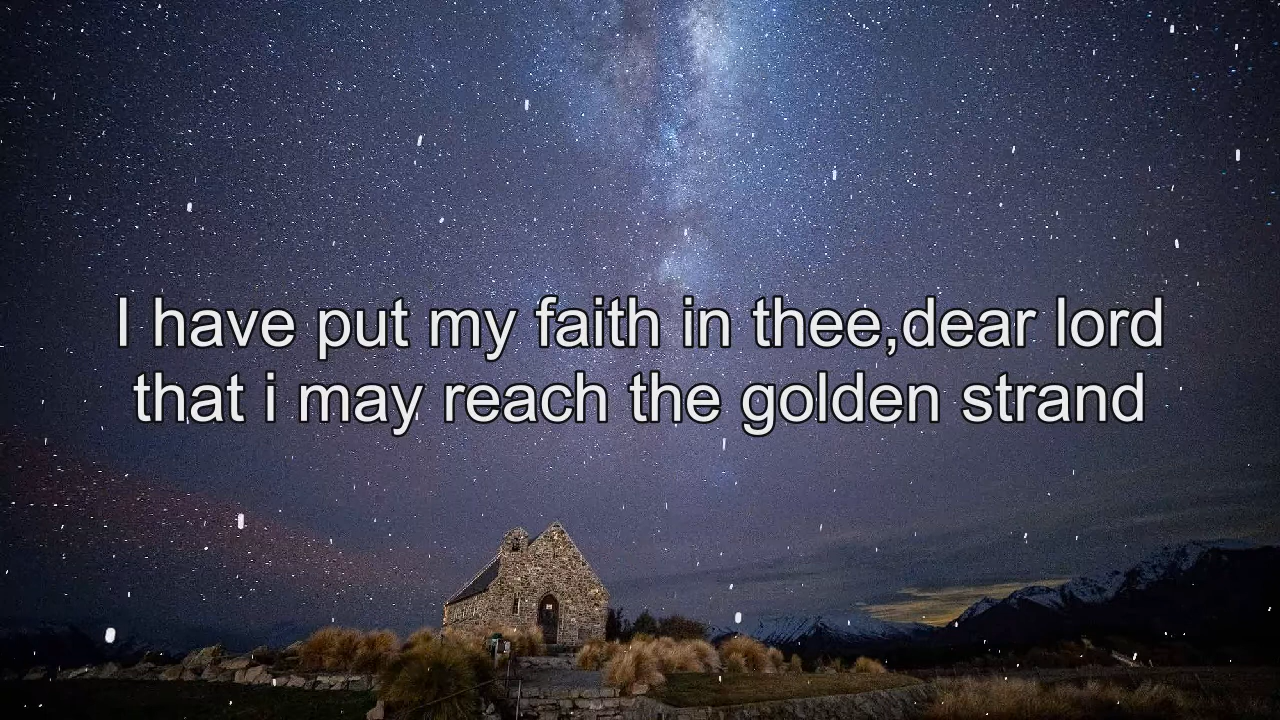 I have put my faith in thee,dear lord
that i may reach the golden strand